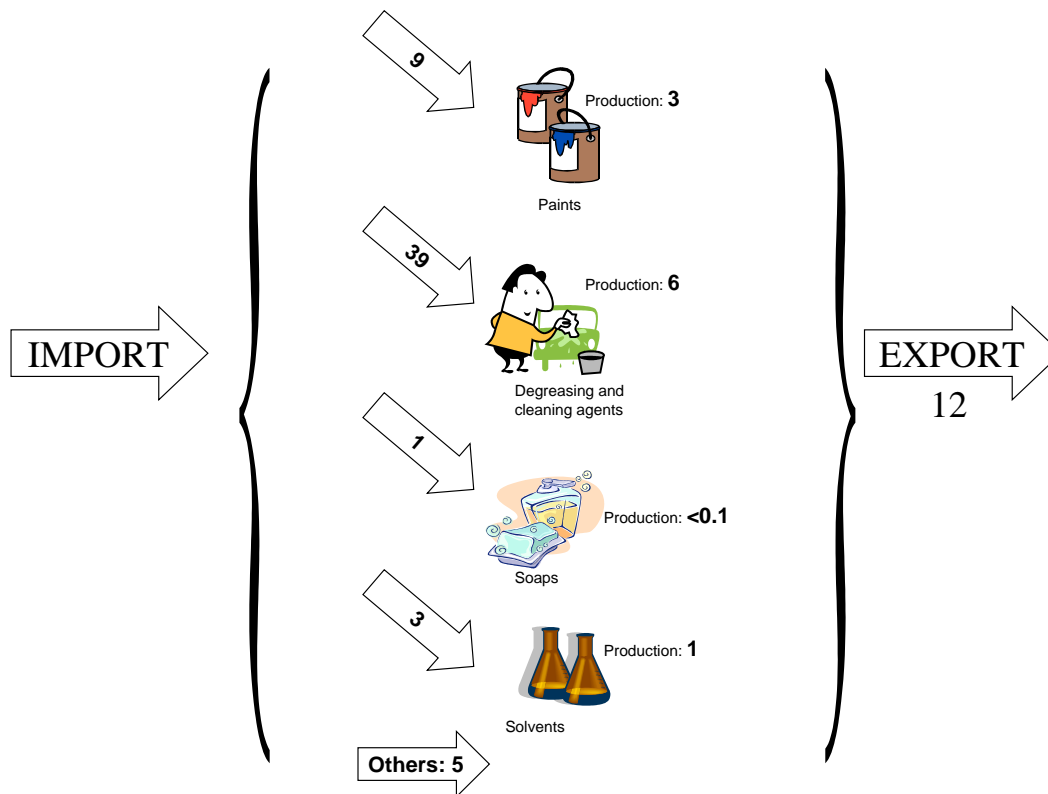 9
Production: 3
Paints
39
Production: 6
IMPORT
EXPORT
12
Degreasing and
cleaning agents
1
Production: <0.1
Soaps
3
Production: 1
Solvents
Others: 5